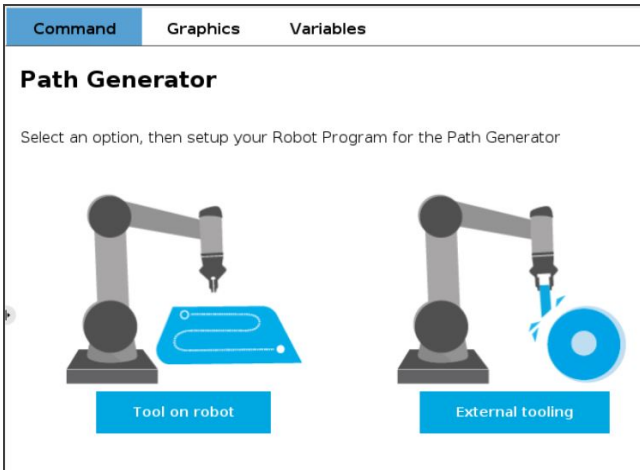 Command Graphics Variables
Path Generator
Select an option, then setup your Robot Program for the Path Generator
Tool on robot External tooling